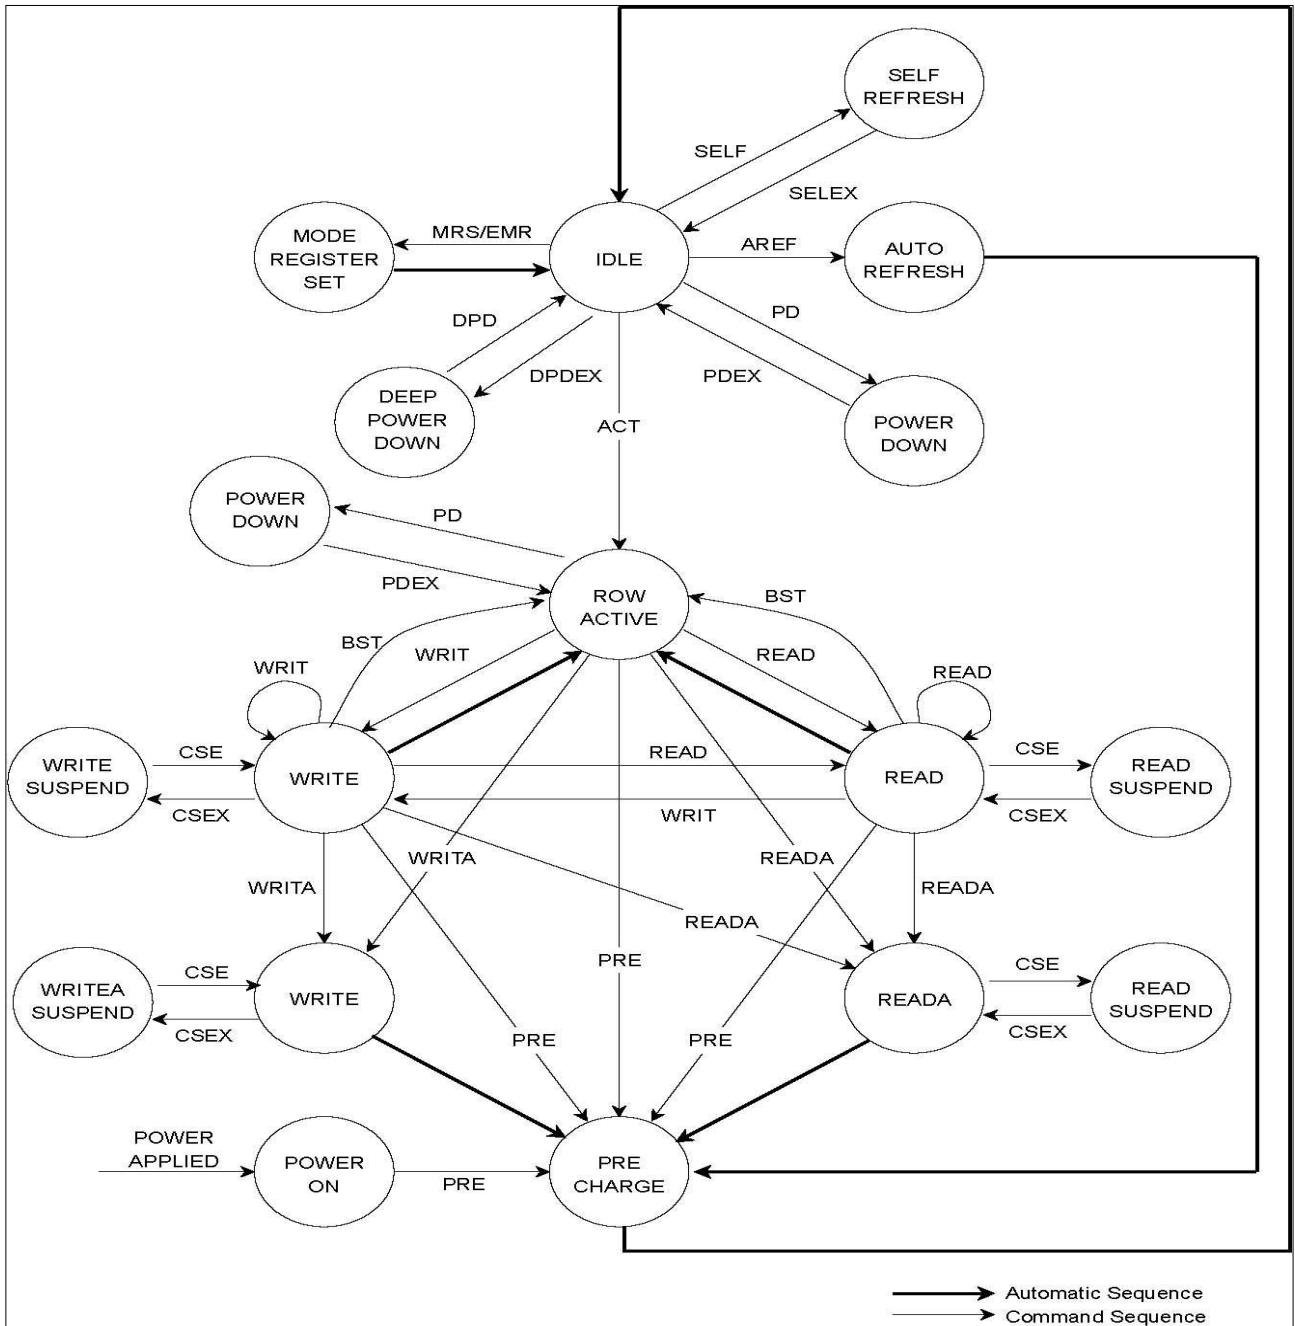 SELF
REFRESH
SELF
SELEX
MODE
REGISTER
SET
MRS/EMR
IDLE
AREF
AUTO
REFRESH
DPD
DPDEX
PD
PDEX
DEEP
POWER
DOWN
ACT
POWER
DOWN
POWER
DOWN
PD
PDEX
ROW
ACTIVE
BST
BST
WRIT
READ
WRIT
READ
WRITE
SUSPEND
CSE
CSEX
WRITE
READ
WRIT
READ
CSE
CSEX
READ
SUSPEND
WRITA
WRITA
READA
READA
READA
WRITEA
SUSPEND
CSE
CSEX
WRITE
PRE
PRE
PRE
READA
CSE
CSEX
READ
SUSPEND
POWER
APPLIED
POWER
ON
PRE
PRE
CHARGE
Automatic Sequence
Command Sequence